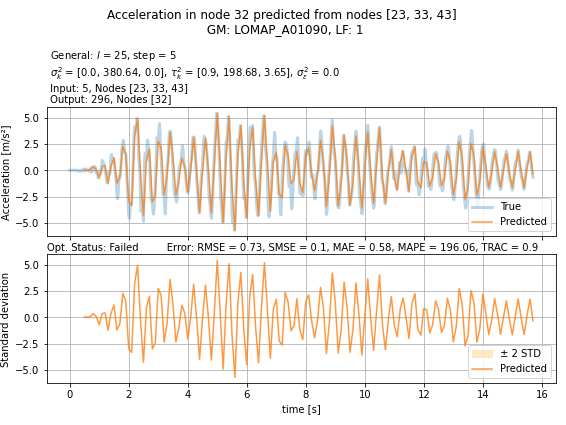 Acceleration in node 32 predicted from nodes [23, 33, 43]
GM: LOMAP_A01090, LF: 1
General: l = 25, step = 5
σ²ₖ = [0.0, 380.64, 0.0], τ²ₖ = [0.9, 198.68, 3.65], σ²ₑ = 0.0
Input: 5, Nodes [23, 33, 43]
Output: 296, Nodes [32]
Acceleration [m/s²]
5.0
2.5
0.0
−2.5
−5.0
True
Predicted
Opt. Status: Failed Error: RMSE = 0.73, SMSE = 0.1, MAE = 0.58, MAPE = 196.06, TRAC = 0.9
Standard deviation
5.0
2.5
0.0
−2.5
−5.0
± 2 STD
Predicted
0 2 4 6 8 10 12 14 16
time [s]